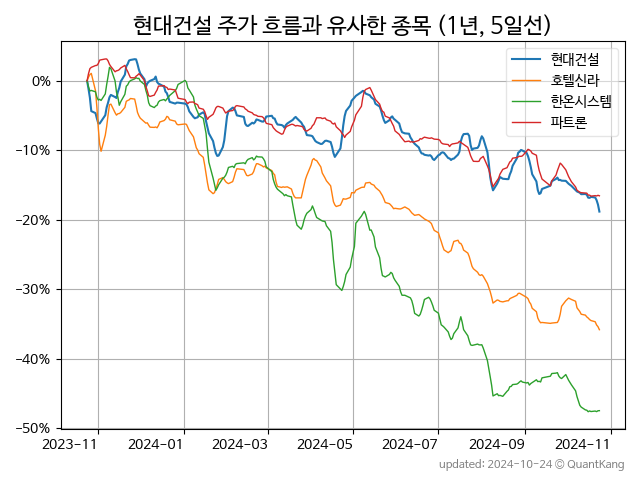 현대건설 주가 흐름과 유사한 종목 (1년, 5일선)
현대건설
호텔신라
한온시스템
파트론
0%
−10%
−20%
−30%
−40%
−50%
2023−11
2024−01
2024−03
2024−05
2024−07
2024−09
2024−11
updated: 2024-10-24 © QuantKang